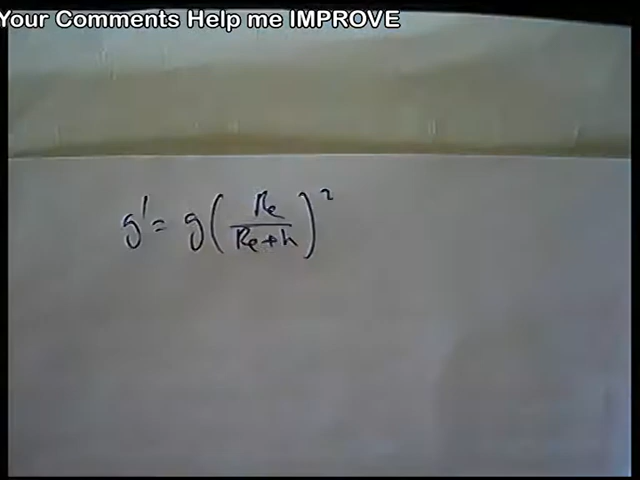 Your Comments Help me IMPROVE
g' = g(Re/(Re+h))²